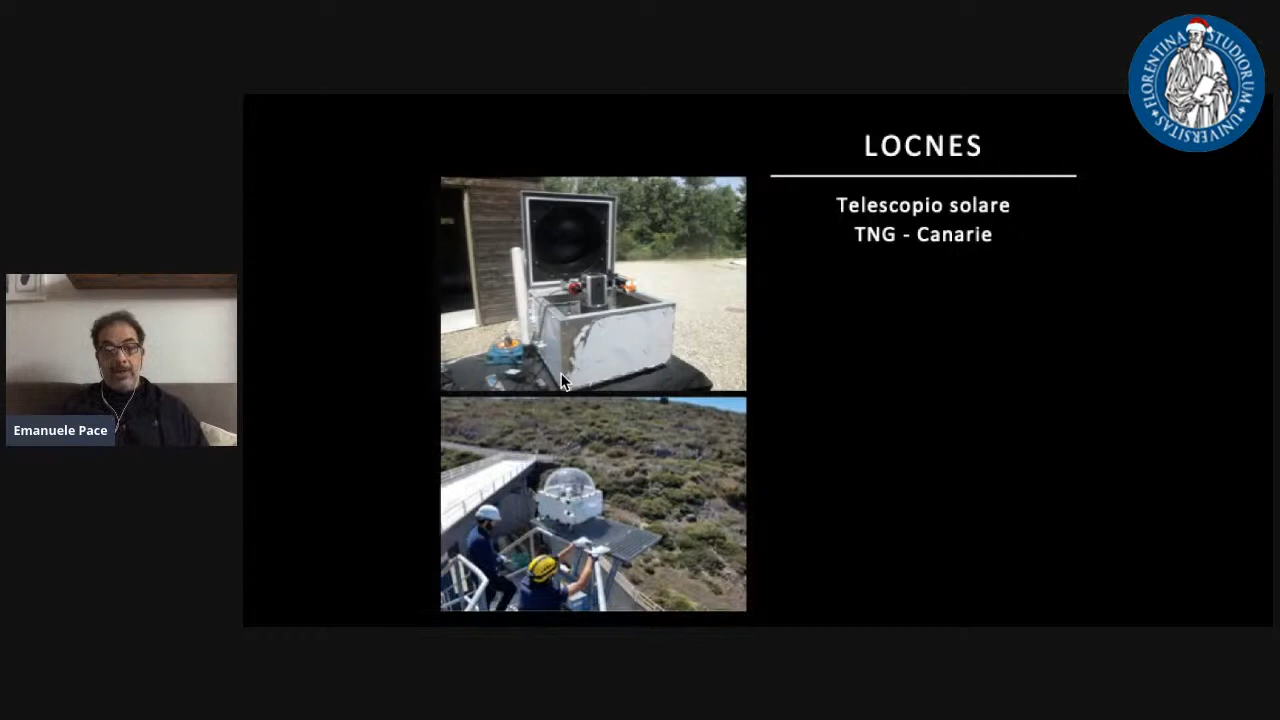 FLORENTINA STUDIORUM UNIVERSITAS
LOCNES
Telescopio solare
TNG - Canarie
Emanuele Pace